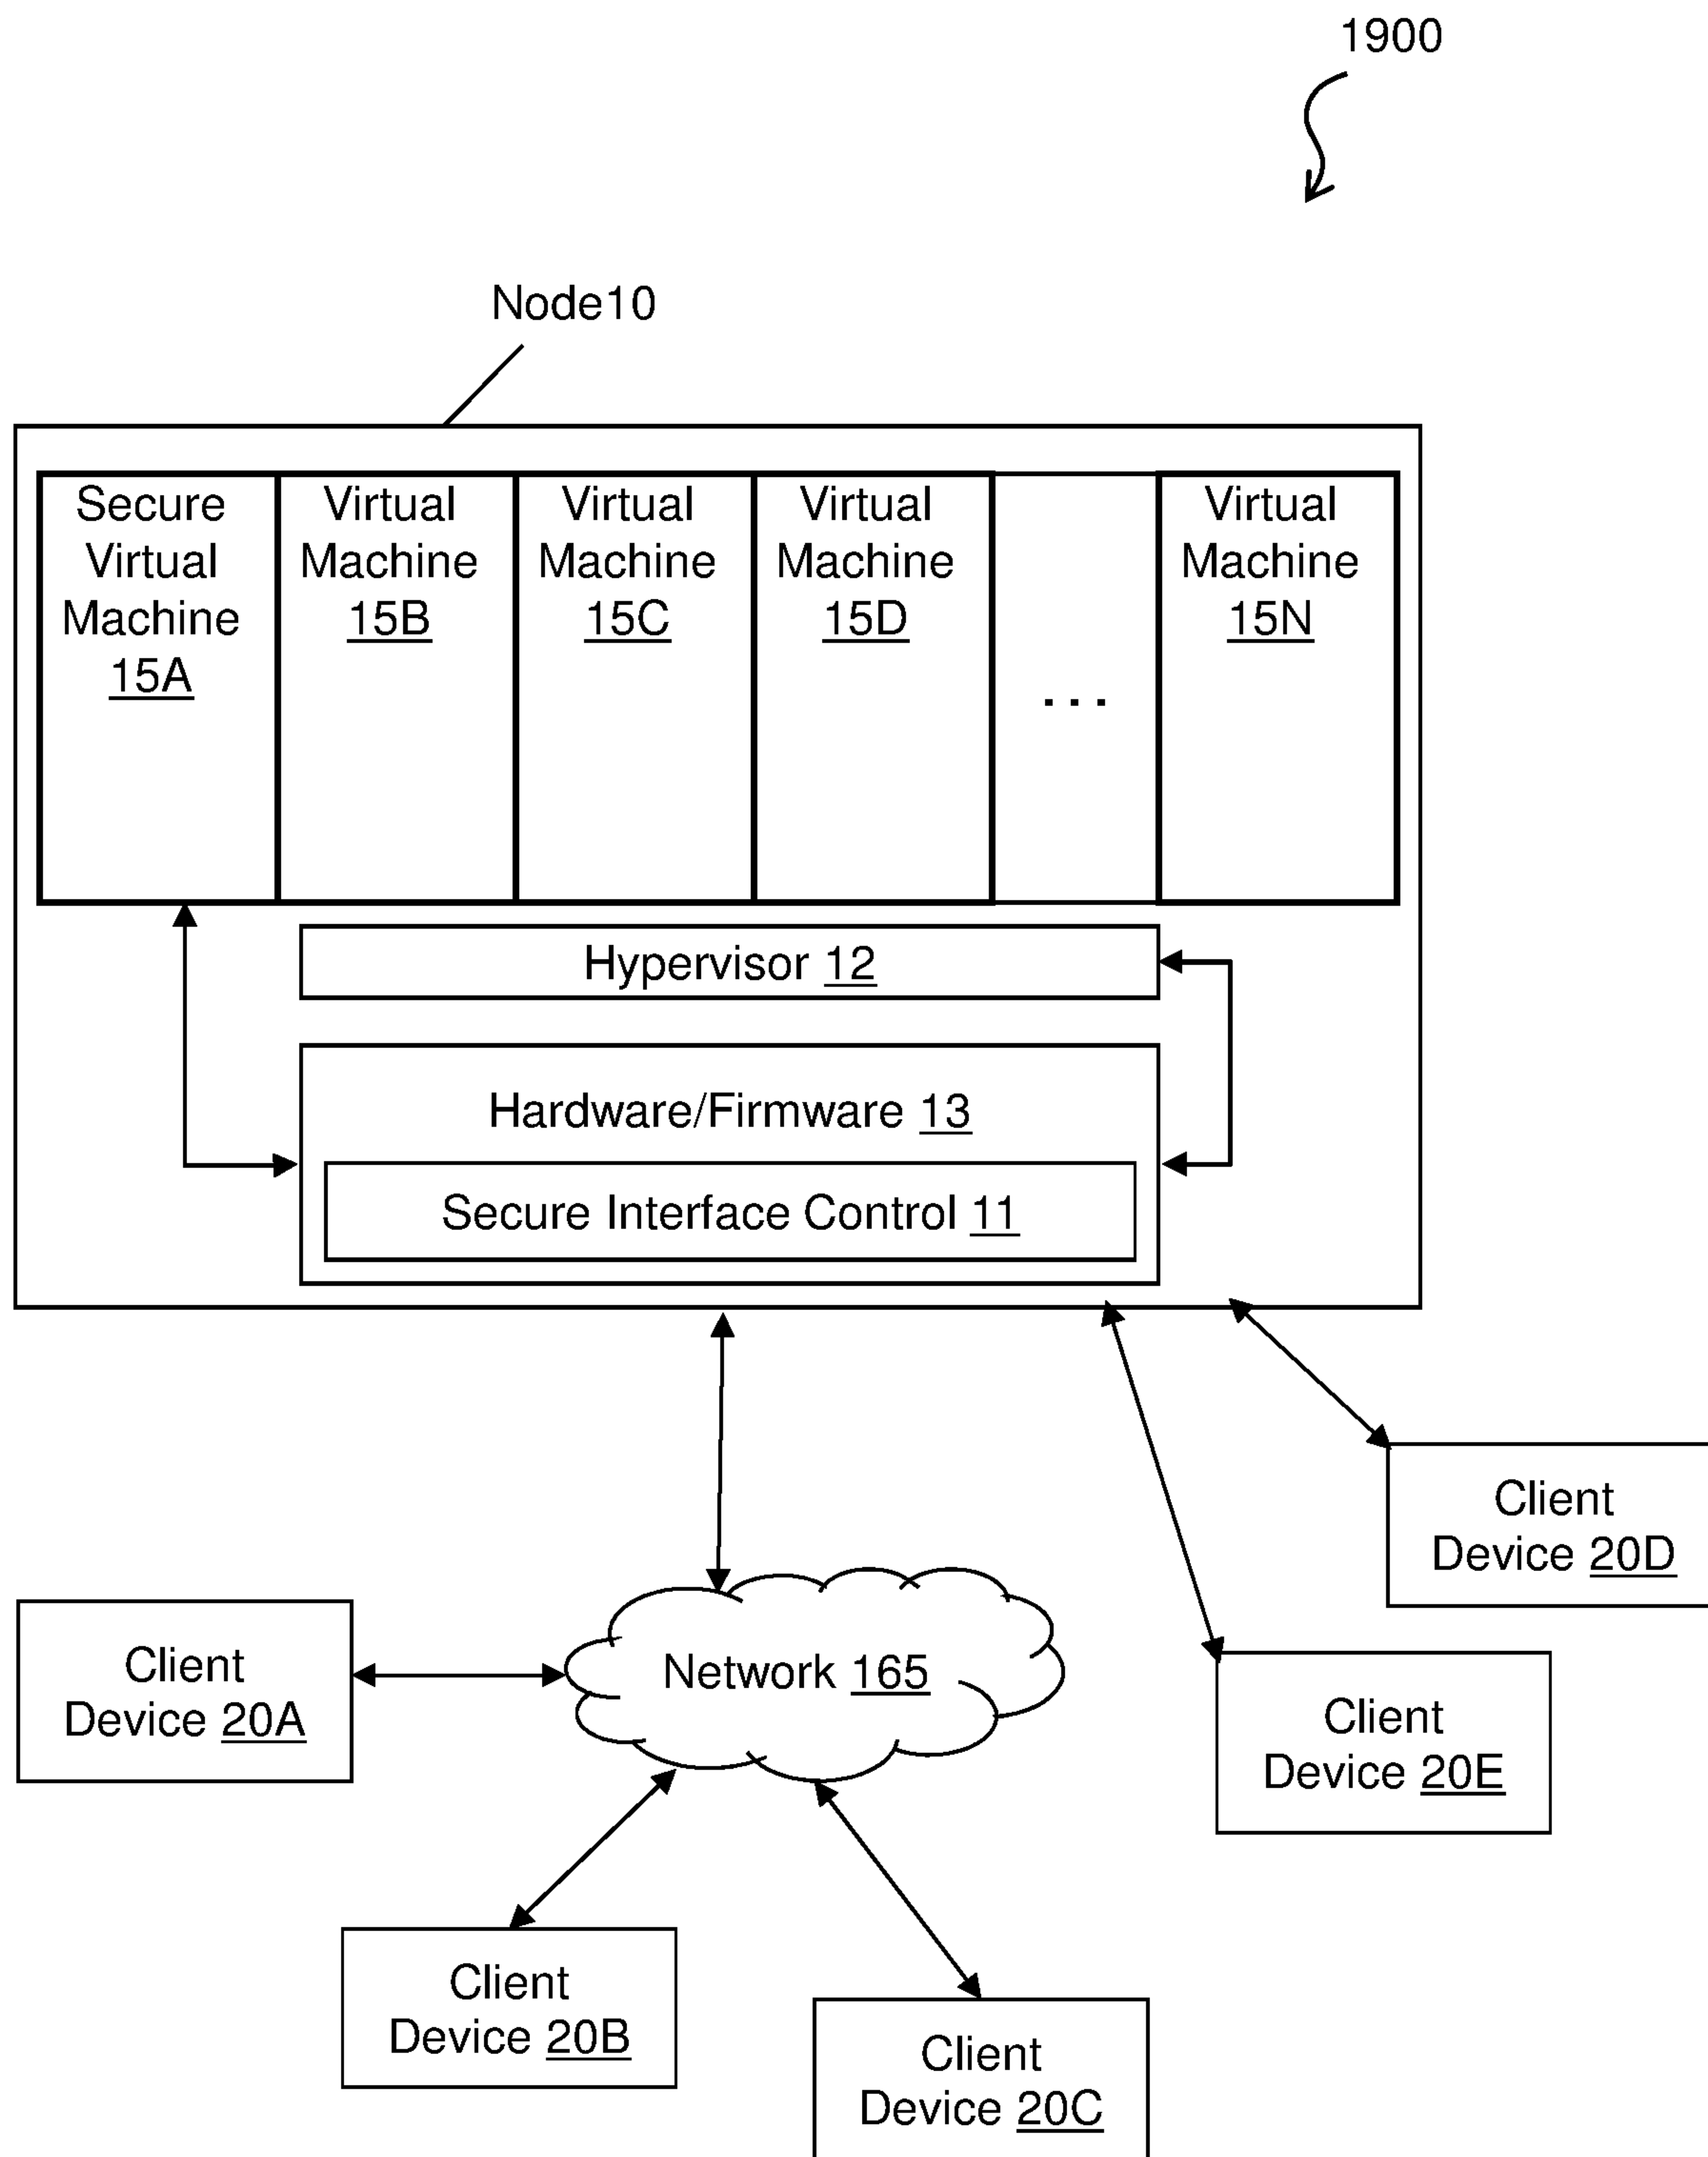 1900
Node10
Secure
Virtual
Machine
15A
Virtual
Machine
15B
Virtual
Machine
15C
Virtual
Machine
15D
...
Virtual
Machine
15N
Hypervisor 12
Hardware/Firmware 13
Secure Interface Control 11
Client
Device 20D
Network 165
Client
Device 20A
Client
Device 20E
Client
Device 20B
Client
Device 20C